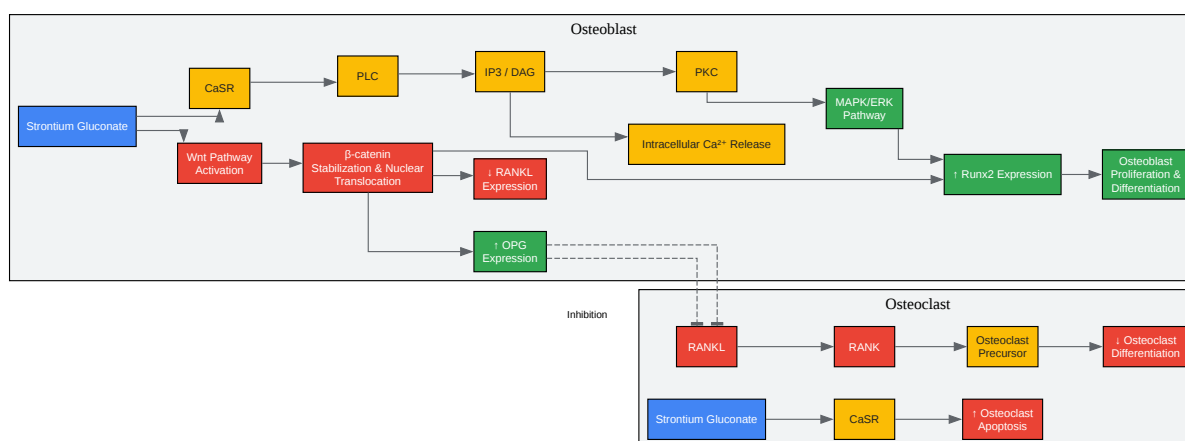 Osteoblast
CaSR
PLC
IP3 / DAG
PKC
Strontium Gluconate
MAPK/ERK
Pathway
Intracellular Ca²⁺ Release
Wnt Pathway
Activation
β-catenin
Stabilization & Nuclear
Translocation
↓ RANKL
Expression
↑ Runx2 Expression
Osteoblast
Proliferation &
Differentiation
↑ OPG
Expression
Osteoclast
Inhibition
RANKL
RANK
Osteoclast
Precursor
↓ Osteoclast
Differentiation
Strontium Gluconate
CaSR
↑ Osteoclast
Apoptosis